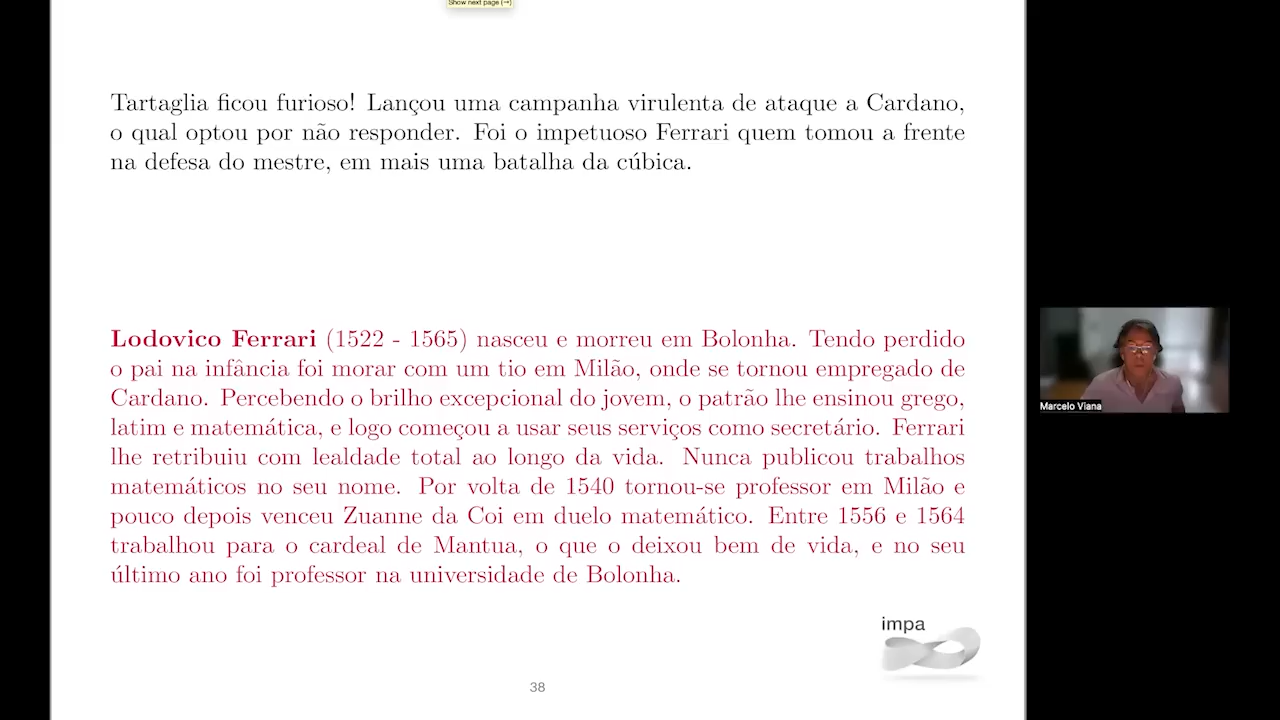 Show next page (→)
Tartaglia ficou furioso! Lançou uma campanha virulenta de ataque a Cardano,
o qual optou por não responder. Foi o impetuoso Ferrari quem tomou a frente
na defesa do mestre, em mais uma batalha da cúbica.
Lodovico Ferrari (1522 - 1565) nasceu e morreu em Bolonha. Tendo perdido
o pai na infância foi morar com um tio em Milão, onde se tornou empregado de
Cardano. Percebendo o brilho excepcional do jovem, o patrão lhe ensinou grego,
latim e matemática, e logo começou a usar seus serviços como secretário. Ferrari
lhe retribuiu com lealdade total ao longo da vida. Nunca publicou trabalhos
matemáticos no seu nome. Por volta de 1540 tornou-se professor em Milão e
pouco depois venceu Zuanne da Coi em duelo matemático. Entre 1556 e 1564
trabalhou para o cardeal de Mantua, o que o deixou bem de vida, e no seu
último ano foi professor na universidade de Bolonha.
impa
38
Marcelo Viana